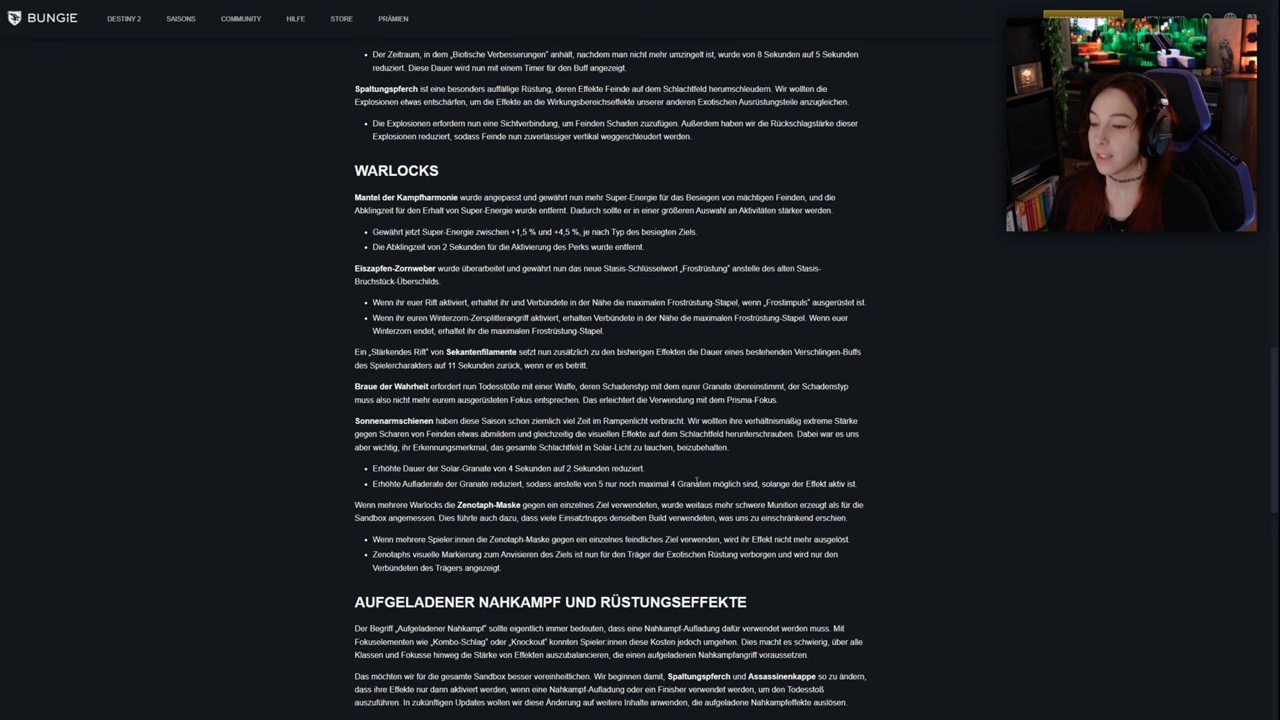 BUNGiE
DESTINY 2
SAISONS
COMMUNITY
HILFE
STORE
PRÄMIEN
Der Zeitraum, in dem „Biotische Verbesserungen“ anhält, nachdem man nicht mehr umzingelt ist, wurde von 8 Sekunden auf 5 Sekunden
reduziert. Diese Dauer wird nun mit einem Timer für den Buff angezeigt.
Spaltungspferch ist eine besonders auffällige Rüstung, deren Effekte Feinde auf dem Schlachtfeld herumschleudern. Wir wollten die
Explosionen etwas entschärfen, um die Effekte an die Wirkungsbereichseffekte unserer anderen Exotischen Ausrüstungsteile anzugleichen.
Die Explosionen erfordern nun eine Sichtverbindung, um Feinden Schaden zuzufügen. Außerdem haben wir die Rückschlagstärke dieser
Explosionen reduziert, sodass Feinde nun zuverlässiger vertikal weggeschleudert werden.
WARLOCKS
Mantel der Kampfharmonie wurde angepasst und gewährt nun mehr Super-Energie für das Besiegen von mächtigen Feinden, und die
Abklingzeit für den Erhalt von Super-Energie wurde entfernt. Dadurch sollte er in einer größeren Auswahl an Aktivitäten stärker werden.
Gewährt jetzt Super-Energie zwischen +1,5 % und +4,5 %, je nach Typ des besiegten Ziels.
Die Abklingzeit von 2 Sekunden für die Aktivierung des Perks wurde entfernt.
Eiszapfen-Zornweber wurde überarbeitet und gewährt nun das neue Stasis-Schlüsselwort „Frostrüstung“ anstelle des alten Stasis-
Bruchstück-Überschilds.
Wenn ihr euer Rift aktiviert, erhaltet ihr und Verbündete in der Nähe die maximalen Frostrüstung-Stapel, wenn „Frostimpuls“ ausgerüstet ist.
Wenn ihr euren Winterzorn-Zersplitterangriff aktiviert, erhalten Verbündete in der Nähe die maximalen Frostrüstung-Stapel. Wenn euer
Winterzorn endet, erhaltet ihr die maximalen Frostrüstung-Stapel.
Ein „Stärkendes Rift“ von Sekantenfilamente setzt nun zusätzlich zu den bisherigen Effekten die Dauer eines bestehenden Verschlingen-Buffs
des Spielercharakters auf 11 Sekunden zurück, wenn er es betritt.
Braue der Wahrheit erfordert nun Todesstöße mit einer Waffe, deren Schadenstyp mit dem eurer Granate übereinstimmt, der Schadenstyp
muss also nicht mehr eurem ausgerüsteten Fokus entsprechen. Das erleichtert die Verwendung mit dem Prisma-Fokus.
Sonnenarmschienen haben diese Saison schon ziemlich viel Zeit im Rampenlicht verbracht. Wir wollten ihre verhältnismäßig extreme Stärke
gegen Scharen von Feinden etwas abmildern und gleichzeitig die visuellen Effekte auf dem Schlachtfeld herunterschrauben. Dabei war es uns
aber wichtig, ihr Erkennungsmerkmal, das gesamte Schlachtfeld in Solar-Licht zu tauchen, beizubehalten.
Erhöhte Dauer der Solar-Granate von 4 Sekunden auf 2 Sekunden reduziert.
Erhöhte Aufladerate der Granate reduziert, sodass anstelle von 5 nur noch maximal 4 Granaten möglich sind, solange der Effekt aktiv ist.
Wenn mehrere Warlocks die Zenotaph-Maske gegen ein einzelnes Ziel verwendeten, wurde weitaus mehr schwere Munition erzeugt als für die
Sandbox angemessen. Dies führte auch dazu, dass viele Einsatztrupps denselben Build verwendeten, was uns zu einschränkend erschien.
Wenn mehrere Spieler:innen die Zenotaph-Maske gegen ein einzelnes feindliches Ziel verwenden, wird ihr Effekt nicht mehr ausgelöst.
Zenotaphs visuelle Markierung zum Anvisieren des Ziels ist nun für den Träger der Exotischen Rüstung verborgen und wird nur den
Verbündeten des Trägers angezeigt.
AUFGELADENER NAHKAMPF UND RÜSTUNGSEFFEKTE
Der Begriff „Aufgeladener Nahkampf“ sollte eigentlich immer bedeuten, dass eine Nahkampf-Aufladung dafür verwendet werden muss. Mit
Fokuselementen wie „Kombo-Schlag“ oder „Knockout“ konnten Spieler:innen diese Kosten jedoch umgehen. Dies macht es schwierig, über alle
Klassen und Fokusse hinweg die Stärke von Effekten auszubalancieren, die einen aufgeladenen Nahkampfangriff voraussetzen.
Das möchten wir für die gesamte Sandbox besser vereinheitlichen. Wir beginnen damit, Spaltungspferch und Assassinenkappe so zu ändern,
dass ihre Effekte nur dann aktiviert werden, wenn eine Nahkampf-Aufladung oder ein Finisher verwendet werden, um den Todesstoß
auszuführen. In zukünftigen Updates wollen wir diese Änderung auf weitere Inhalte anwenden, die aufgeladene Nahkampfeffekte auslösen.